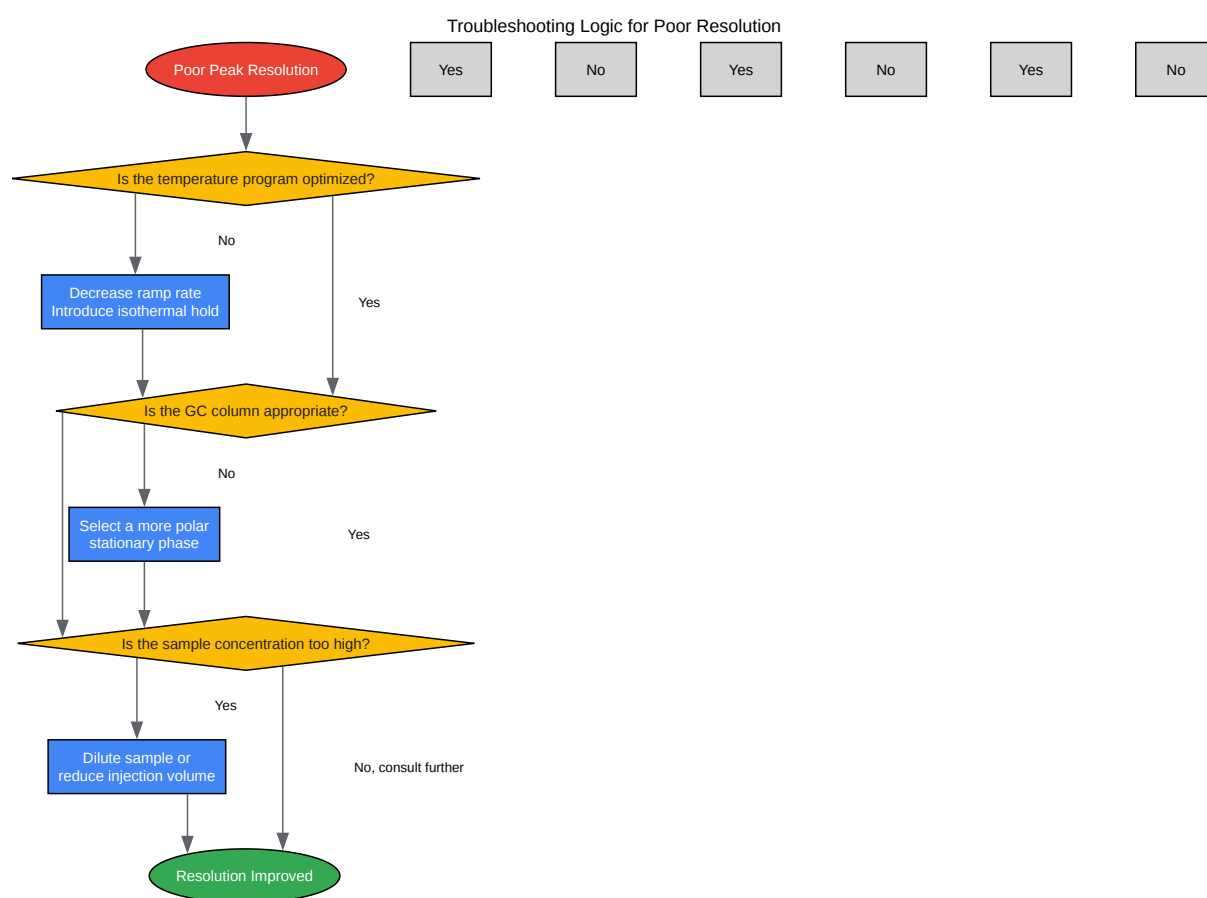 Troubleshooting Logic for Poor Resolution
Poor Peak Resolution
Yes
No
Yes
No
Yes
No
Is the temperature program optimized?
No
Decrease ramp rate
Introduce isothermal hold
Yes
Is the GC column appropriate?
No
Select a more polar
stationary phase
Yes
Is the sample concentration too high?
Yes
Dilute sample or
reduce injection volume
No, consult further
Resolution Improved